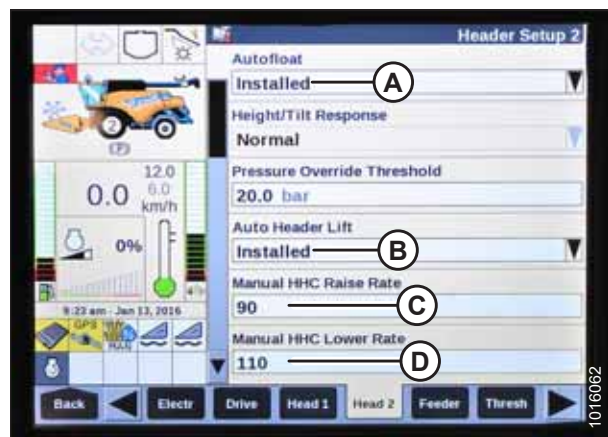 Header Setup 2
Autofloat
Installed
A
Height/Tilt Response
Normal
Pressure Override Threshold
20.0 bar
Auto Header Lift
Installed
B
Manual HHC Raise Rate
90
C
Manual HHC Lower Rate
110
D
2
(P)
12.0
0.0 6.0
km/h
0%
9:23 am - Jan 13, 2016
GPS
Back
Electr
Drive
Head 1
Head 2
Feeder
Thresh
1016062